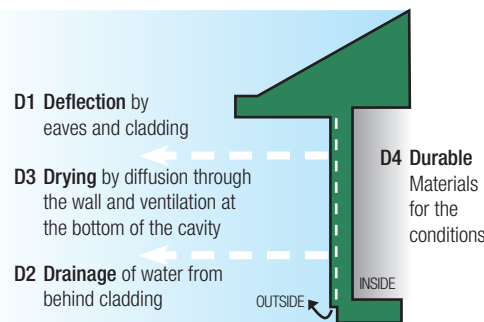 D1 Deflection by
eaves and cladding
D3 Drying by diffusion through
the wall and ventilation at
the bottom of the cavity
D2 Drainage of water from
behind cladding
D4 Durable
Materials
for the
conditions
INSIDE
OUTSIDE